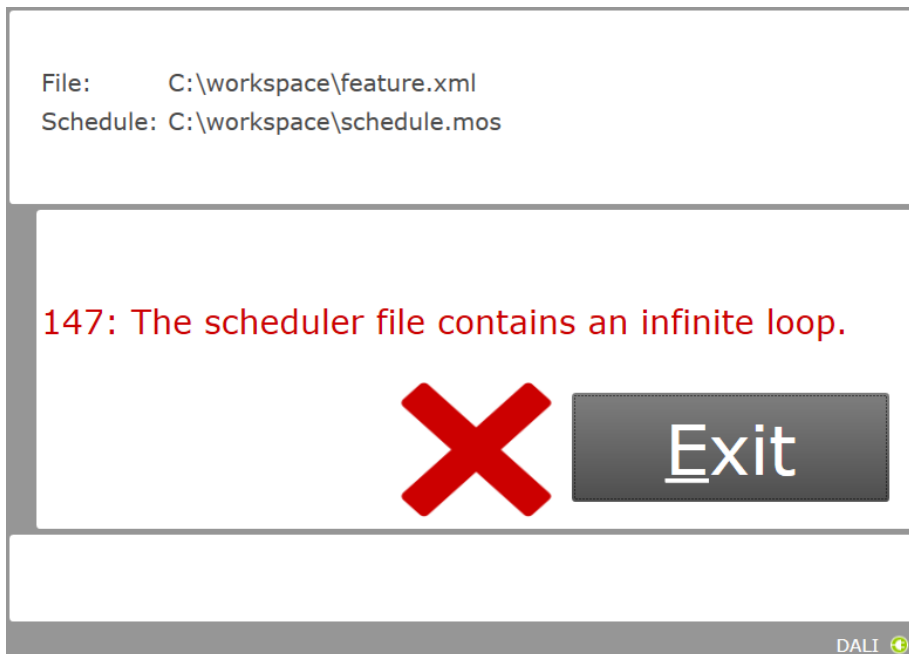 File: C:\workspace\feature.xml
Schedule: C:\workspace\schedule.mos
147: The scheduler file contains an infinite loop.
Exit
DALI